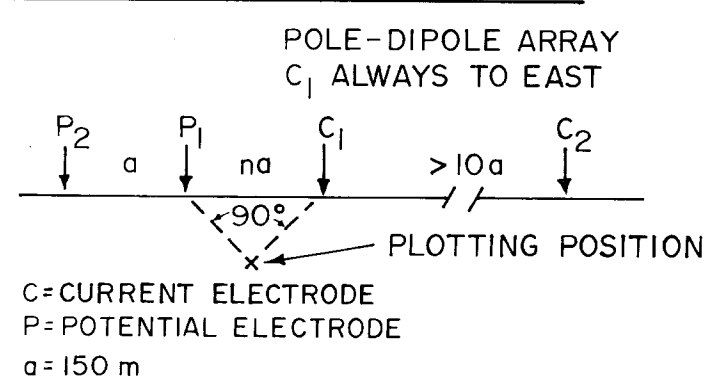 POLE-DIPOLE ARRAY
C₁ ALWAYS TO EAST
P₂ P₁ C₁ C₂
a na >10a
90°
x PLOTTING POSITION
C=CURRENT ELECTRODE
P=POTENTIAL ELECTRODE
a=150 m